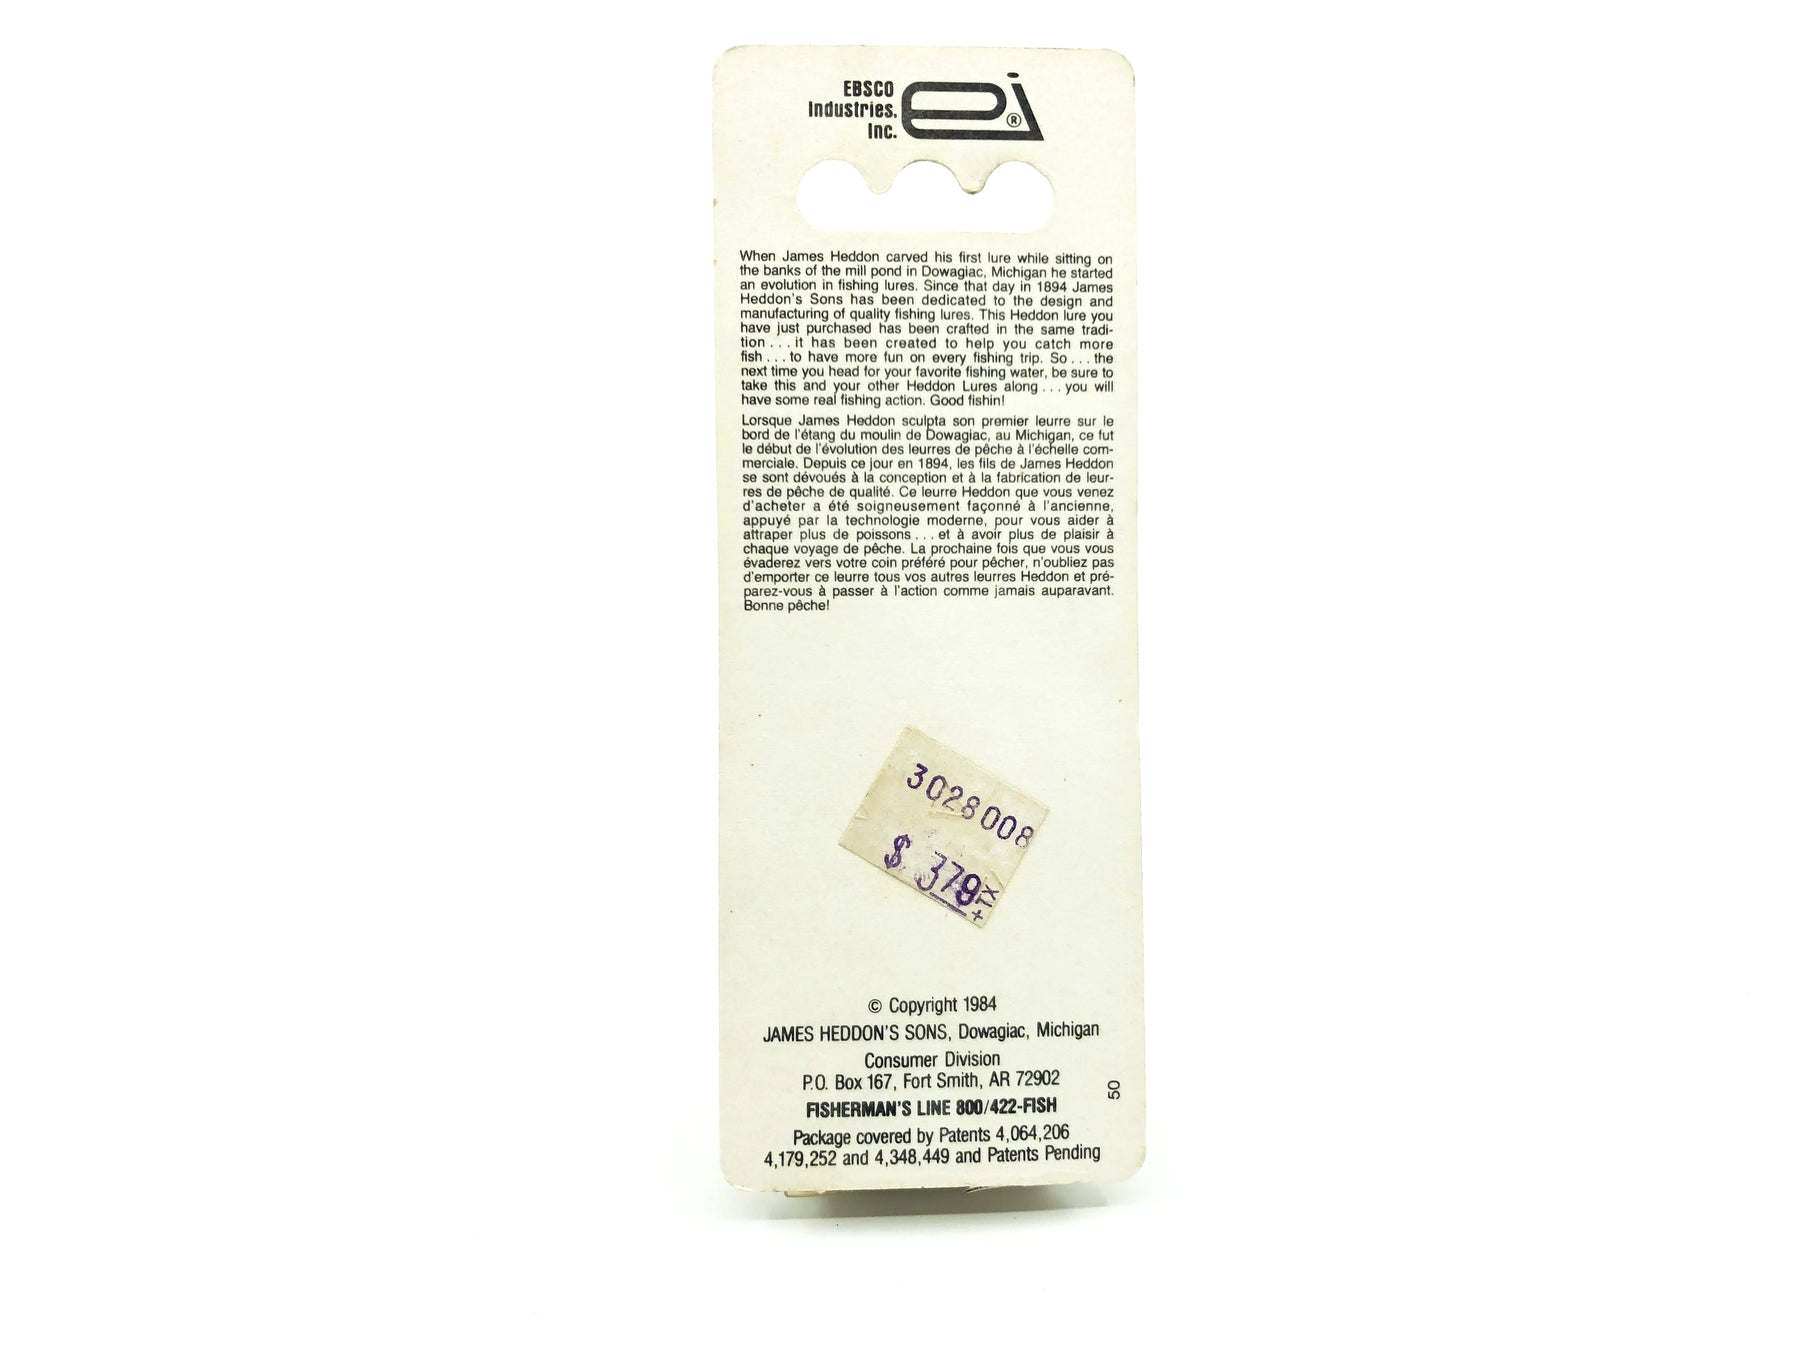 EBSCO
Industries,
Inc.
ei ®
When James Heddon carved his first lure while sitting on
the banks of the mill pond in Dowagiac, Michigan he started
an evolution in fishing lures. Since that day in 1894 James
Heddon's Sons has been dedicated to the design and
manufacturing of quality fishing lures. This Heddon lure you
have just purchased has been crafted in the same tradi-
tion . . . it has been created to help you catch more
fish . . . to have more fun on every fishing trip. So . . . the
next time you head for your favorite fishing water, be sure to
take this and your other Heddon Lures along . . . you will
have some real fishing action. Good fishin!
Lorsque James Heddon sculpta son premier leurre sur le
bord de l'étang du moulin de Dowagiac, au Michigan, ce fut
le début de l'évolution des leurres de pêche à l'échelle com-
merciale. Depuis ce jour en 1894, les fils de James Heddon
se sont dévoués à la conception et à la fabrication de leur-
res de pêche de qualité. Ce leurre Heddon que vous venez
d'acheter a été soigneusement façonné à l'ancienne,
appuyé par la technologie moderne, pour vous aider à
attraper plus de poissons . . . et à avoir plus de plaisir à
chaque voyage de pêche. La prochaine fois que vous vous
évaderez vers votre coin préféré pour pêcher, n'oubliez pas
d'emporter ce leurre tous vos autres leurres Heddon et pré-
parez-vous à passer à l'action comme jamais auparavant.
Bonne pêche!
3028008
$ 379 +TX
© Copyright 1984
JAMES HEDDON'S SONS, Dowagiac, Michigan
Consumer Division
P.O. Box 167, Fort Smith, AR 72902
FISHERMAN'S LINE 800/422-FISH
Package covered by Patents 4,064,206
4,179,252 and 4,348,449 and Patents Pending
50